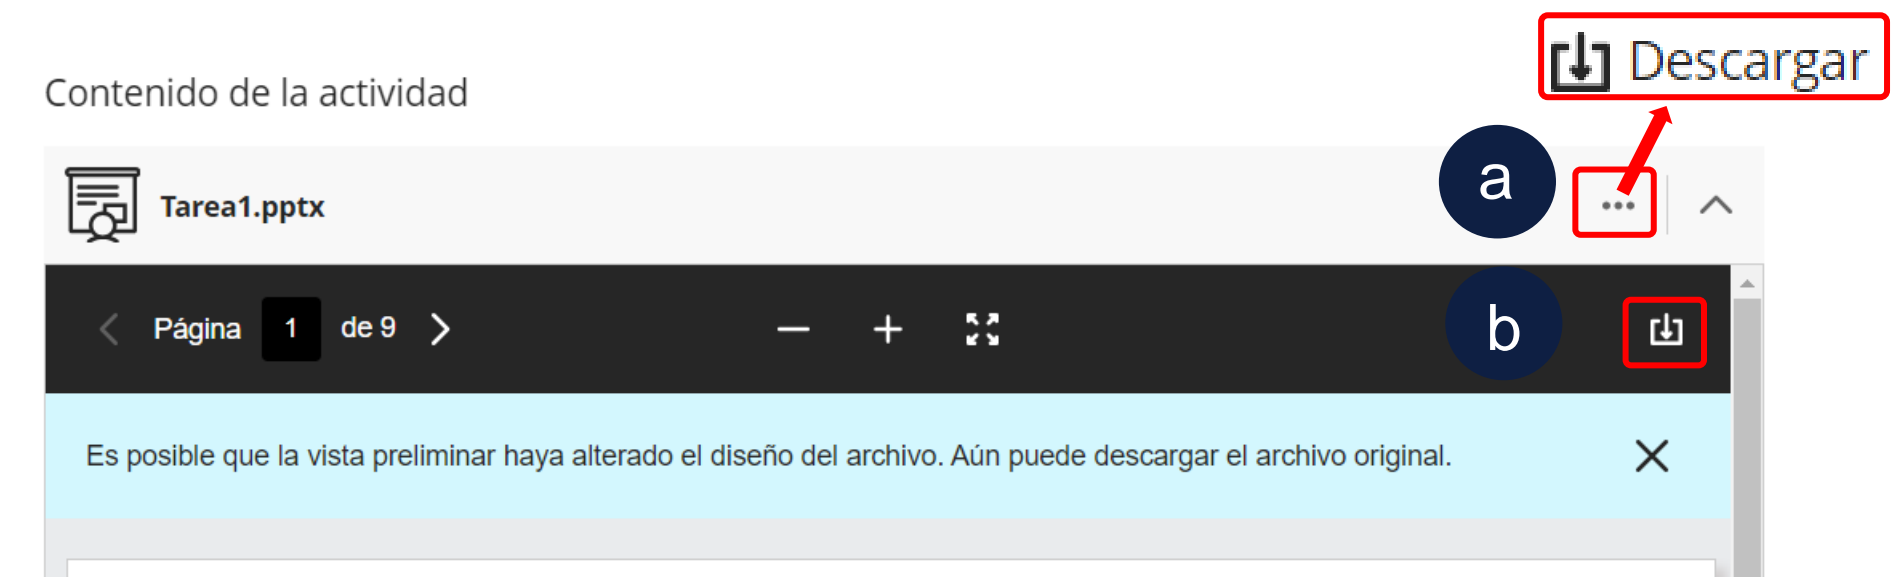 Descargar
Contenido de la actividad
a
Tarea1.pptx
Página 1 de 9
b
Es posible que la vista preliminar haya alterado el diseño del archivo. Aún puede descargar el archivo original.